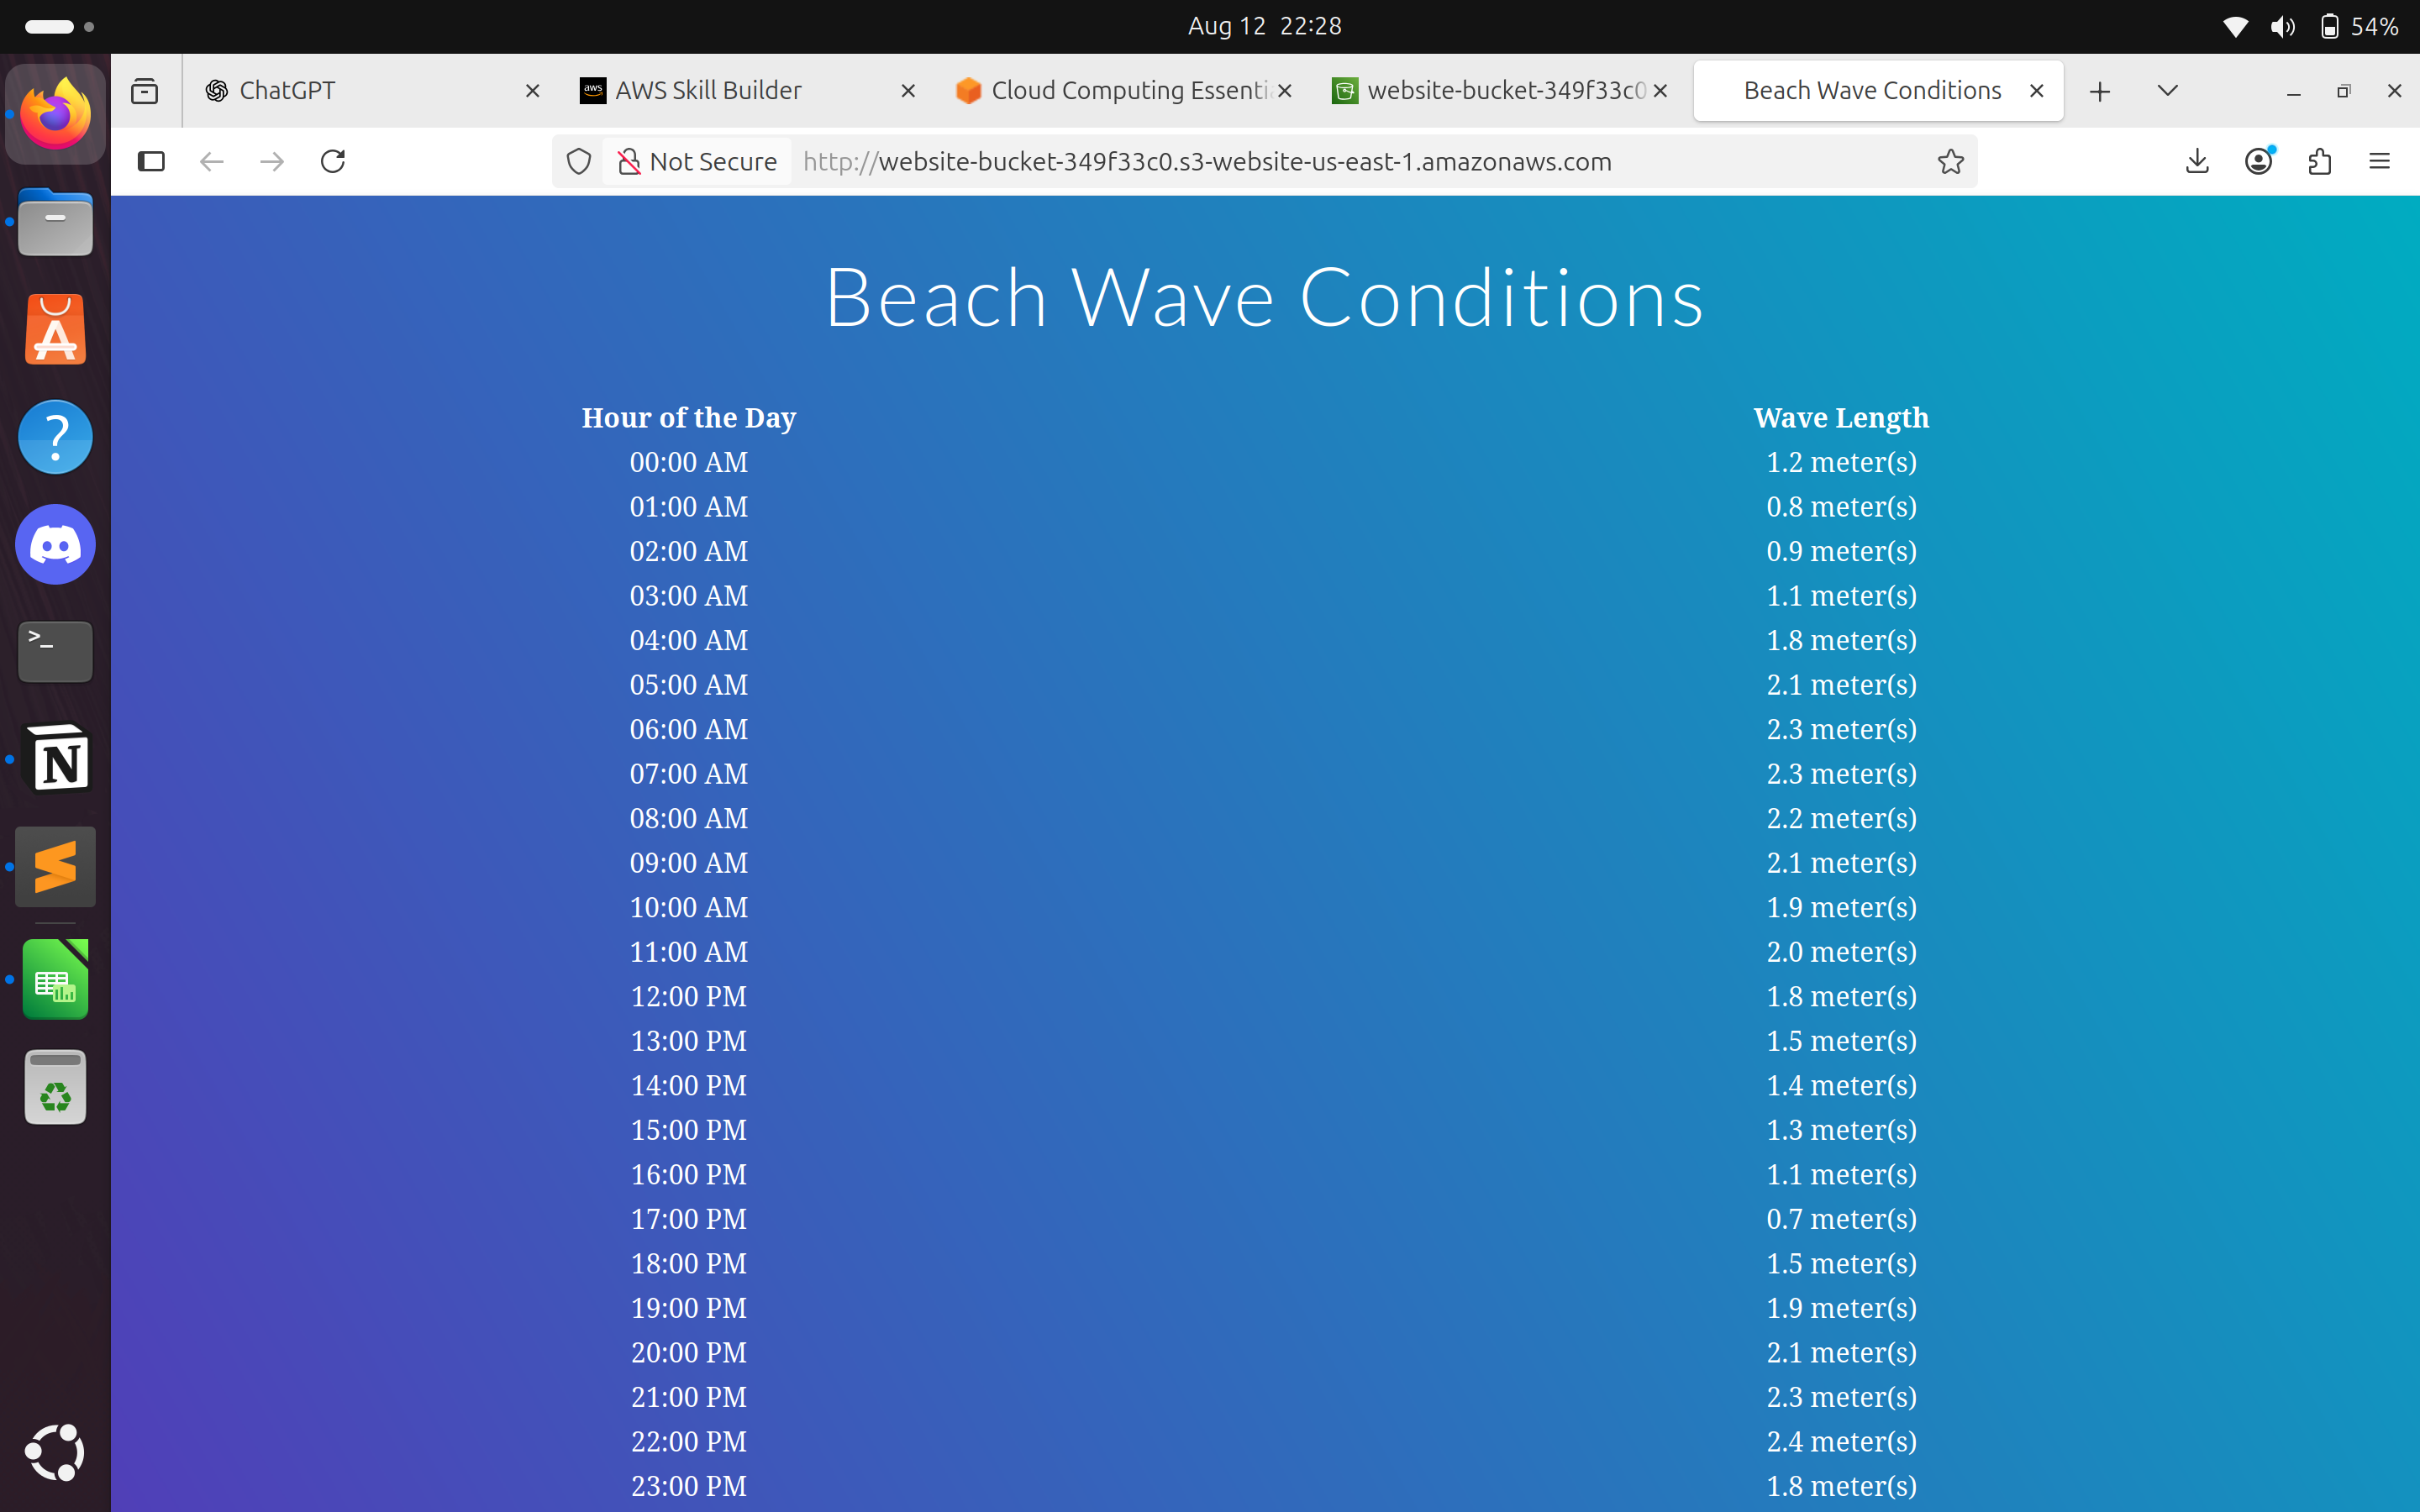 Aug 12 22:28
54%
ChatGPT
aws AWS Skill Builder
Cloud Computing Essenti
website-bucket-349f33c0
Beach Wave Conditions
Not Secure http://website-bucket-349f33c0.s3-website-us-east-1.amazonaws.com
Beach Wave Conditions
Hour of the Day Wave Length
00:00 AM 1.2 meter(s)
01:00 AM 0.8 meter(s)
02:00 AM 0.9 meter(s)
03:00 AM 1.1 meter(s)
04:00 AM 1.8 meter(s)
05:00 AM 2.1 meter(s)
06:00 AM 2.3 meter(s)
07:00 AM 2.3 meter(s)
08:00 AM 2.2 meter(s)
09:00 AM 2.1 meter(s)
10:00 AM 1.9 meter(s)
11:00 AM 2.0 meter(s)
12:00 PM 1.8 meter(s)
13:00 PM 1.5 meter(s)
14:00 PM 1.4 meter(s)
15:00 PM 1.3 meter(s)
16:00 PM 1.1 meter(s)
17:00 PM 0.7 meter(s)
18:00 PM 1.5 meter(s)
19:00 PM 1.9 meter(s)
20:00 PM 2.1 meter(s)
21:00 PM 2.3 meter(s)
22:00 PM 2.4 meter(s)
23:00 PM 1.8 meter(s)